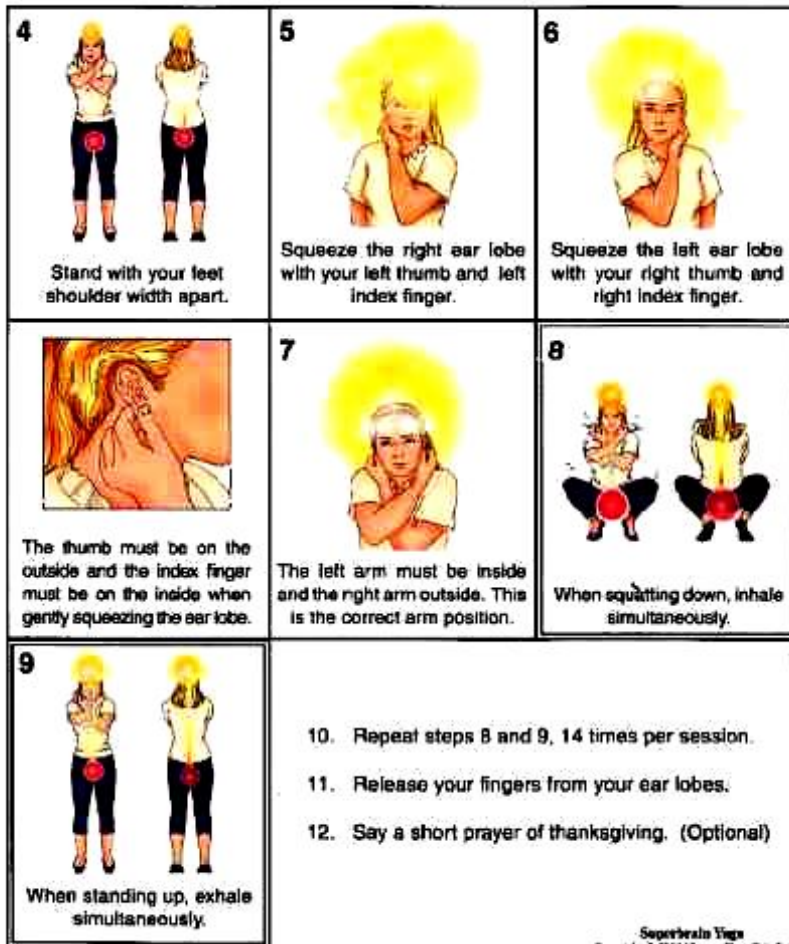 4
Stand with your feet
shoulder width apart.
5
Squeeze the right ear lobe
with your left thumb and left
index finger.
6
Squeeze the left ear lobe
with your right thumb and
right index finger.
The thumb must be on the
outside and the index finger
must be on the inside when
gently squeezing the ear lobe.
7
The left arm must be inside
and the right arm outside. This
is the correct arm position.
8
When squatting down, inhale
simultaneously.
9
When standing up, exhale
simultaneously.
10. Repeat steps 8 and 9, 14 times per session.
11. Release your fingers from your ear lobes.
12. Say a short prayer of thanksgiving. (Optional)
Superbrain Yoga